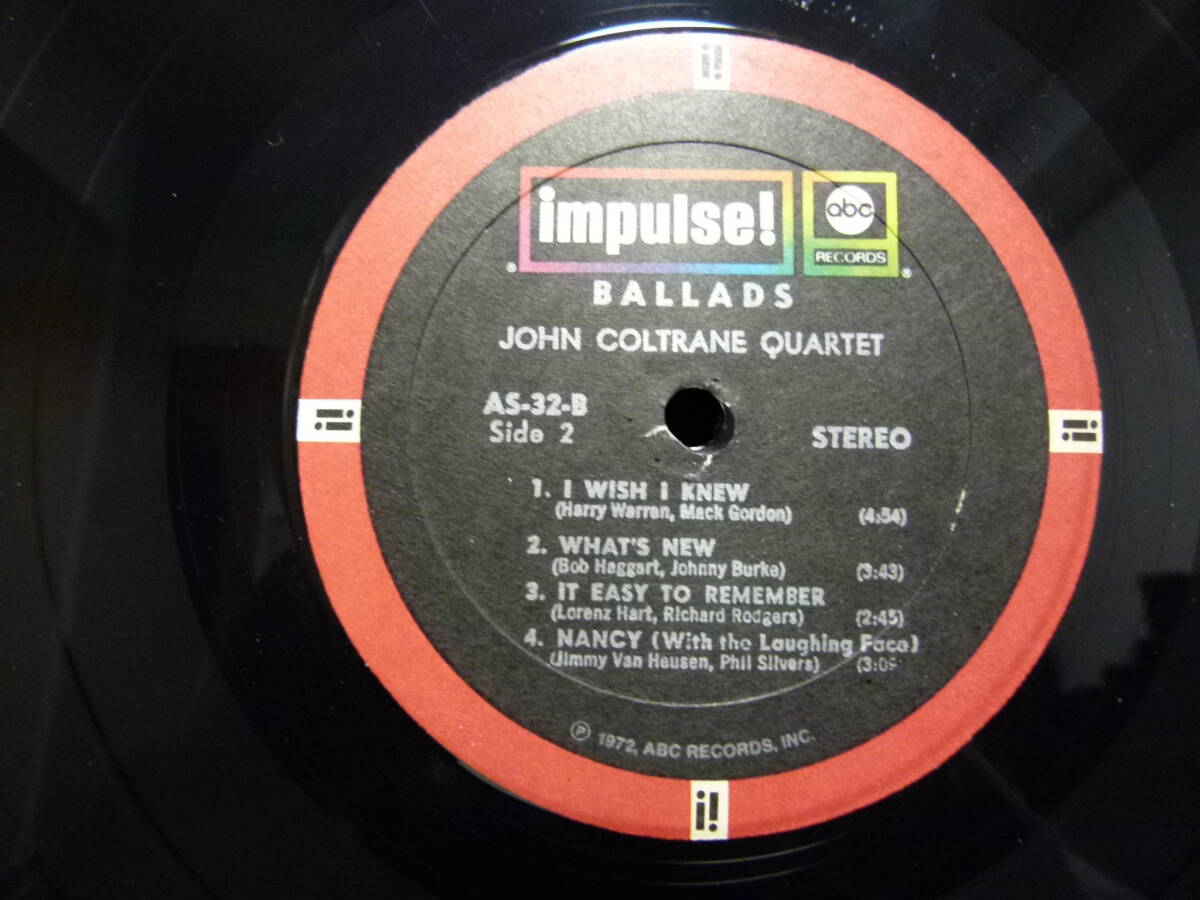 impulse!
abc
RECORDS
®
®
BALLADS
JOHN COLTRANE QUARTET
AS-32-B
Side 2
STEREO
1. I WISH I KNEW
(Harry Warren, Mack Gordon) (4:54)
2. WHAT'S NEW
(Bob Haggart, Johnny Burke) (3:43)
3. IT EASY TO REMEMBER
(Lorenz Hart, Richard Rodgers) (2:45)
4. NANCY (With the Laughing Face)
(Jimmy Van Heusen, Phil Silvers)
Ⓟ 1972, ABC RECORDS, INC.
i!
i!
i!